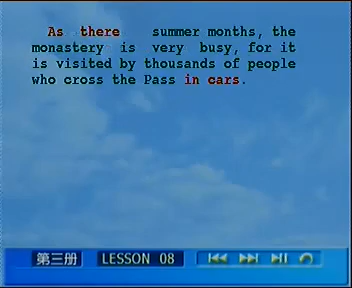 As there summer months, the
monastery is very busy, for it
is visited by thousands of people
who cross the Pass in cars.
第三册 LESSON 08